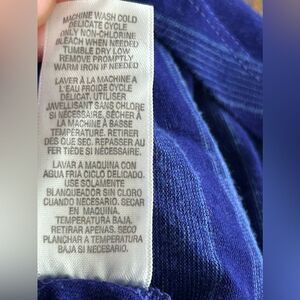 MACHINE WASH COLD
DELICATE CYCLE
ONLY NON-CHLORINE
BLEACH WHEN NEEDED
TUMBLE DRY LOW
REMOVE PROMPTLY
WARM IRON IF NEEDED
LAVER À LA MACHINE A
L'EAU FROIDE CYCLE
DÉLICAT. UTILISER
JAVELLISANT SANS CHLORE
SI NÉCESSAIRE, SÉCHER À
LA MACHINE À BASSE
TEMPÉRATURE. RETIRER
DÈS QUE SEC. REPASSER AU
FER TIÈDE SI NÉCESSAIRE.
LAVAR A MAQUINA CON
AGUA FRIA CICLO DELICADO.
USE SOLAMENTE
BLANQUEADOR SIN CLORO
CUANDO NECESARIO. SECAR
EN MAQUINA.
TEMPERATURA BAJA.
RETIRAR APENAS. SECO
PLANCHAR A TEMPERATURA
BAJA SI NECESARIO.